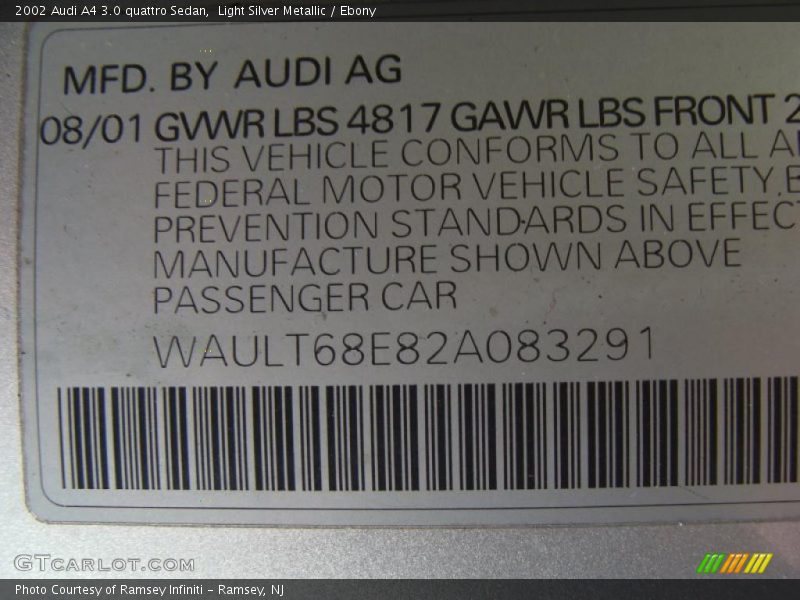 2002 Audi A4 3.0 quattro Sedan,  Light Silver Metallic / Ebony
MFD. BY AUDI AG
08/01 GVWR LBS 4817 GAWR LBS FRONT 2
THIS VEHICLE CONFORMS TO ALL A
FEDERAL MOTOR VEHICLE SAFETY,B
PREVENTION STANDARDS IN EFFECT
MANUFACTURE SHOWN ABOVE
PASSENGER CAR
WAULT68E82A083291
GTCARLOT.COM
Photo Courtesy of Ramsey Infiniti - Ramsey, NJ